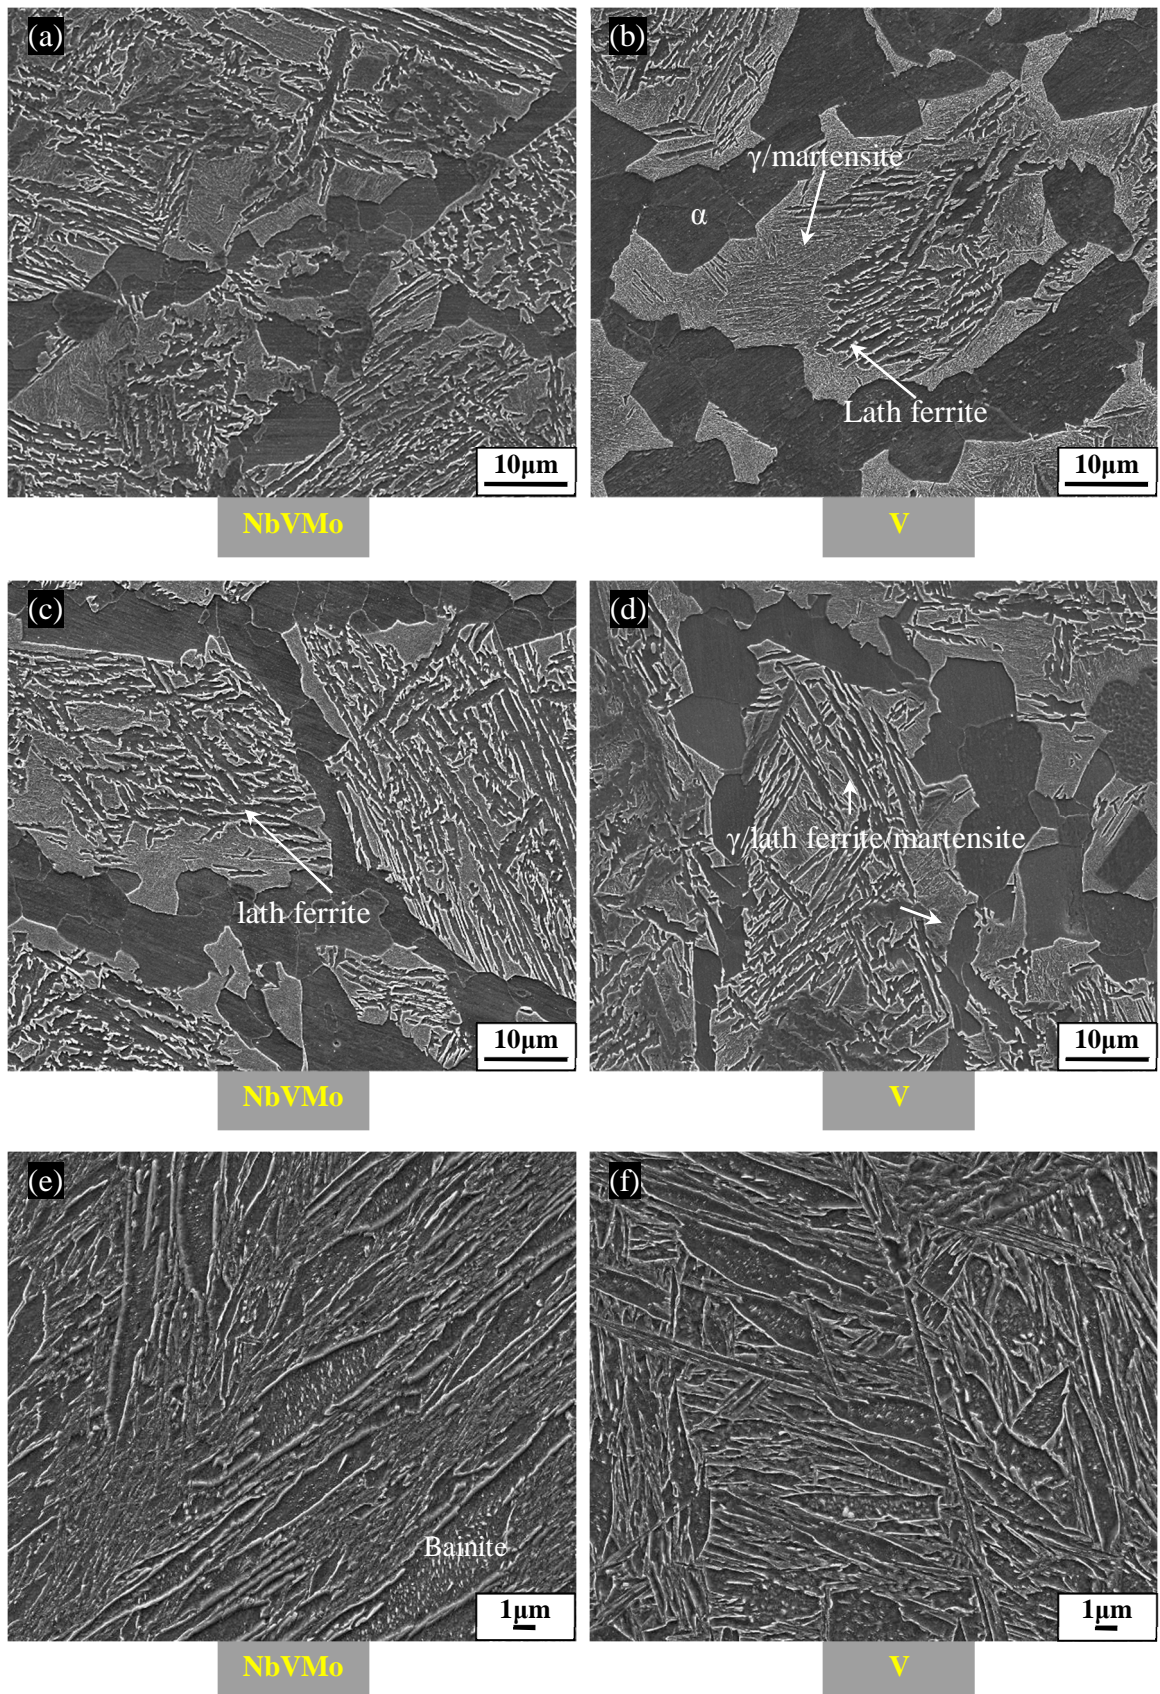 (a)
(b)
γ/martensite
α
Lath ferrite
10μm
10μm
NbVMo
V
(c)
(d)
γ/lath ferrite/martensite
lath ferrite
10μm
10μm
NbVMo
V
(e)
(f)
Bainite
1μm
1μm
NbVMo
V